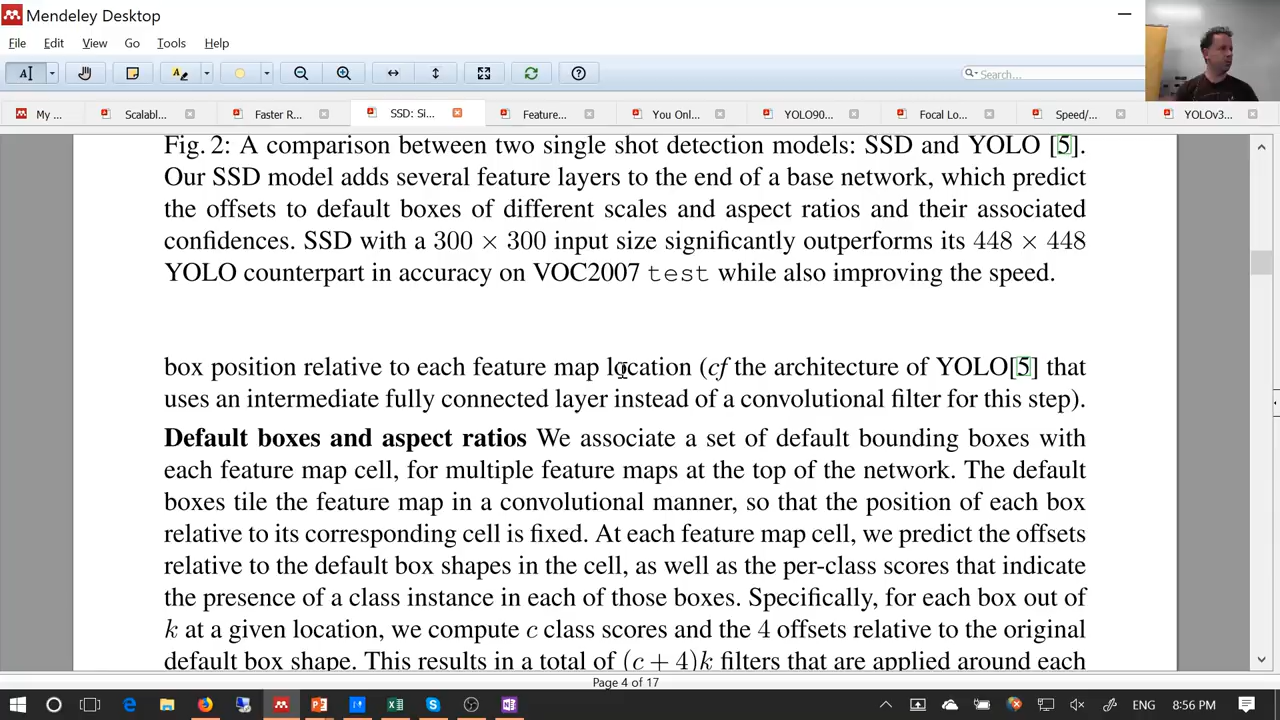 Mendeley Desktop
File Edit View Go Tools Help
Search...
My ... Scalabl... Faster R... SSD: Si... Feature... You Onl... YOLO90... Focal Lo... Speed/... YOLOv3...
Fig. 2: A comparison between two single shot detection models: SSD and YOLO [5].
Our SSD model adds several feature layers to the end of a base network, which predict
the offsets to default boxes of different scales and aspect ratios and their associated
confidences. SSD with a 300 × 300 input size significantly outperforms its 448 × 448
YOLO counterpart in accuracy on VOC2007 test while also improving the speed.
box position relative to each feature map location (cf the architecture of YOLO[5] that
uses an intermediate fully connected layer instead of a convolutional filter for this step).
Default boxes and aspect ratios We associate a set of default bounding boxes with
each feature map cell, for multiple feature maps at the top of the network. The default
boxes tile the feature map in a convolutional manner, so that the position of each box
relative to its corresponding cell is fixed. At each feature map cell, we predict the offsets
relative to the default box shapes in the cell, as well as the per-class scores that indicate
the presence of a class instance in each of those boxes. Specifically, for each box out of
k at a given location, we compute c class scores and the 4 offsets relative to the original
default box shape. This results in a total of (c + 4)k filters that are applied around each
Page 4 of 17
ENG 8:56 PM